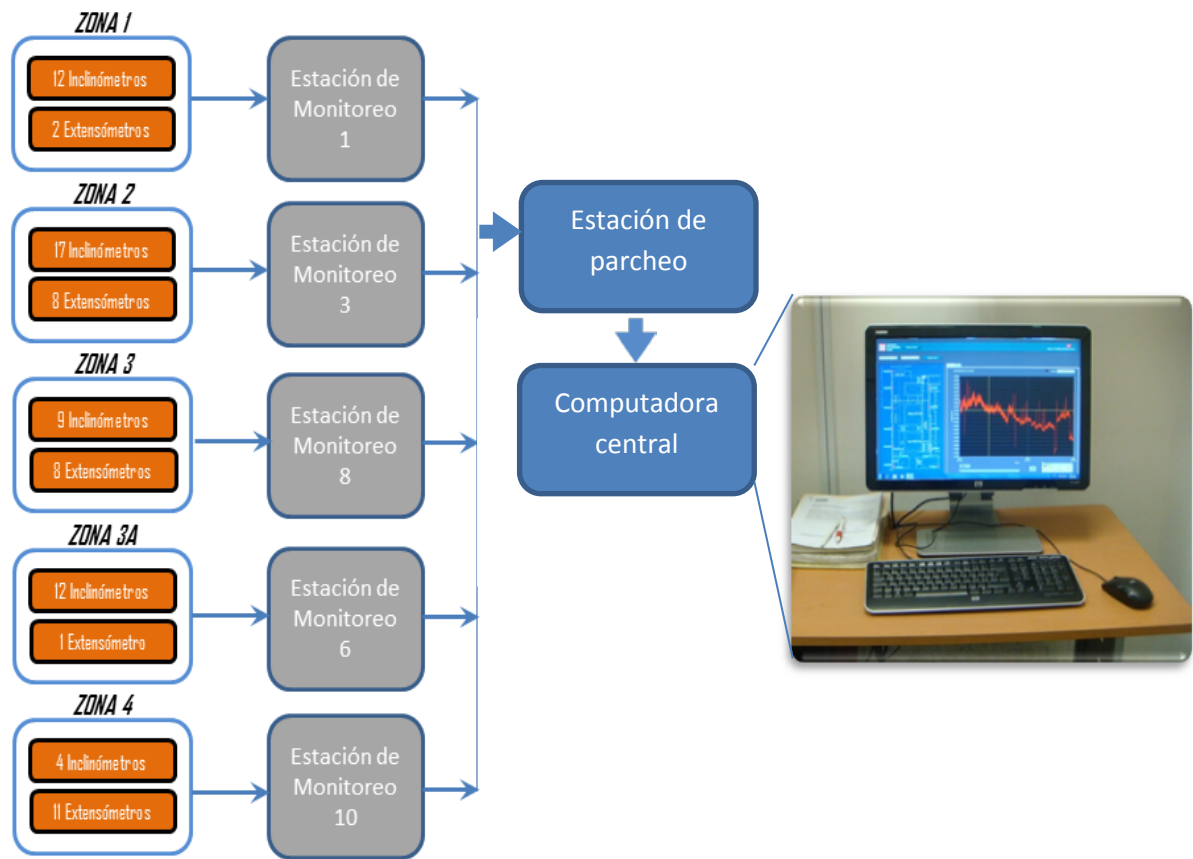 ZONA 1
12 Inclinómetros
2 Extensómetros
Estación de
Monitoreo
1
ZONA 2
17 Inclinómetros
8 Extensómetros
Estación de
Monitoreo
3
ZONA 3
9 Inclinómetros
8 Extensómetros
Estación de
Monitoreo
8
ZONA 3A
12 Inclinómetros
1 Extensómetro
Estación de
Monitoreo
6
ZONA 4
4 Inclinómetros
11 Extensómetros
Estación de
Monitoreo
10
Estación de
parcheo
Computadora
central
hp